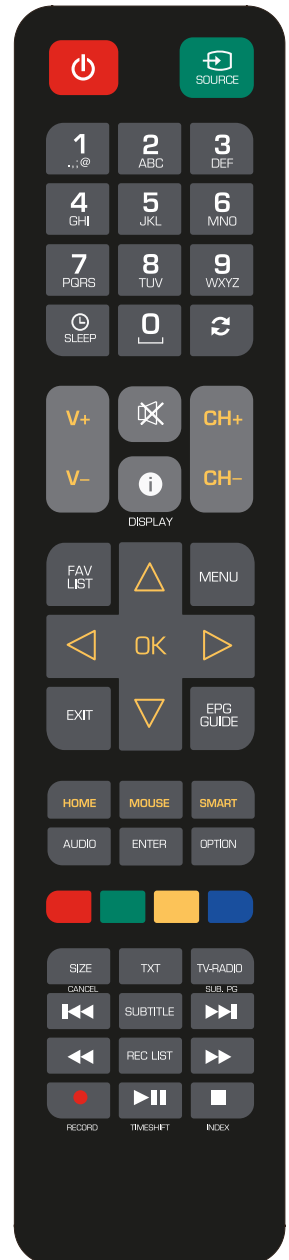 SOURCE
1 2 3
.,;@ ABC DEF
4 5 6
GHI JKL MNO
7 8 9
PQRS TUV WXYZ
0
SLEEP
V+ CH+
V– CH–
DISPLAY
FAV
LIST
MENU
OK
EXIT
EPG
GUIDE
HOME MOUSE SMART
AUDIO ENTER OPTION
SIZE TXT TV-RADIO
CANCEL SUB. PG
SUBTITLE
REC LIST
RECORD TIMESHIFT INDEX